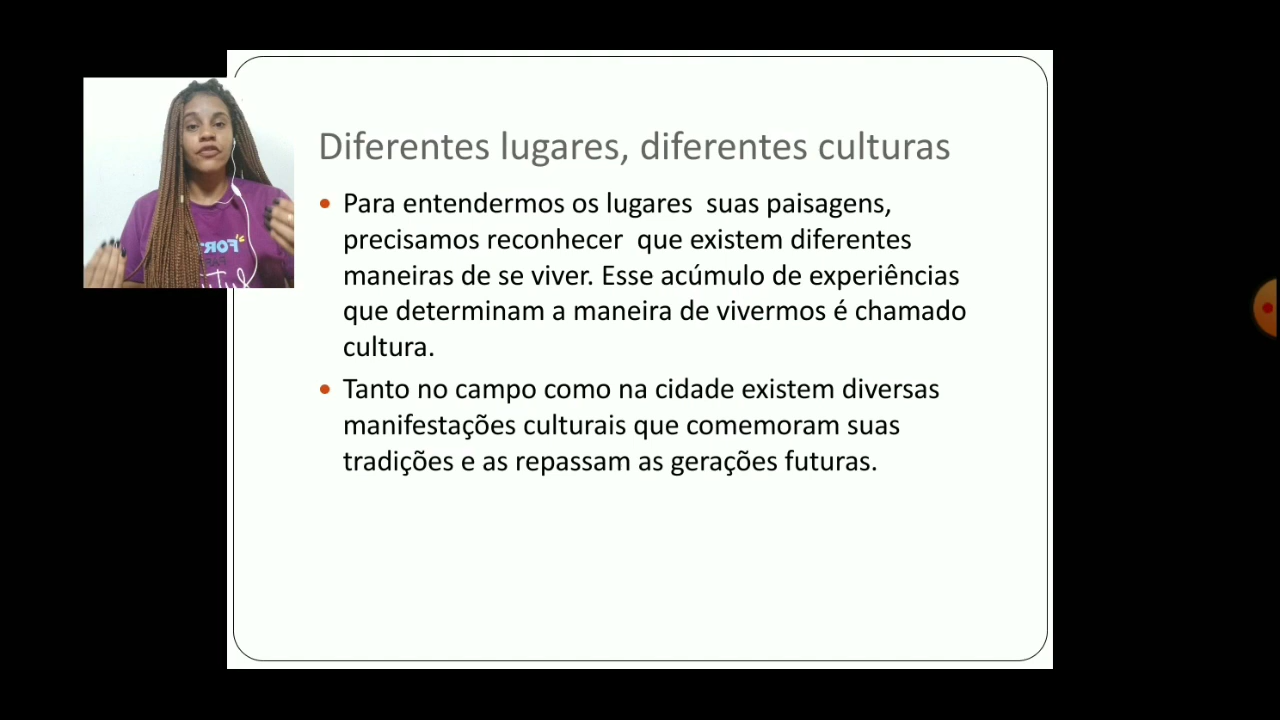 Diferentes lugares, diferentes culturas
Para entendermos os lugares  suas paisagens,
precisamos reconhecer  que existem diferentes
maneiras de se viver. Esse acúmulo de experiências
que determinam a maneira de vivermos é chamado
cultura.
Tanto no campo como na cidade existem diversas
manifestações culturais que comemoram suas
tradições e as repassam as gerações futuras.